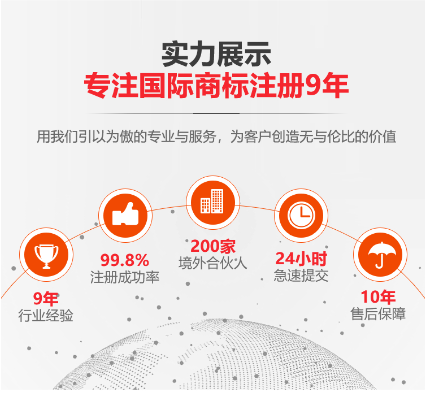 实力展示
专注国际商标注册9年
用我们引以为傲的专业与服务，为客户创造无与伦比的价值
9年
行业经验
99.8%
注册成功率
200家
境外合伙人
24小时
急速提交
10年
售后保障